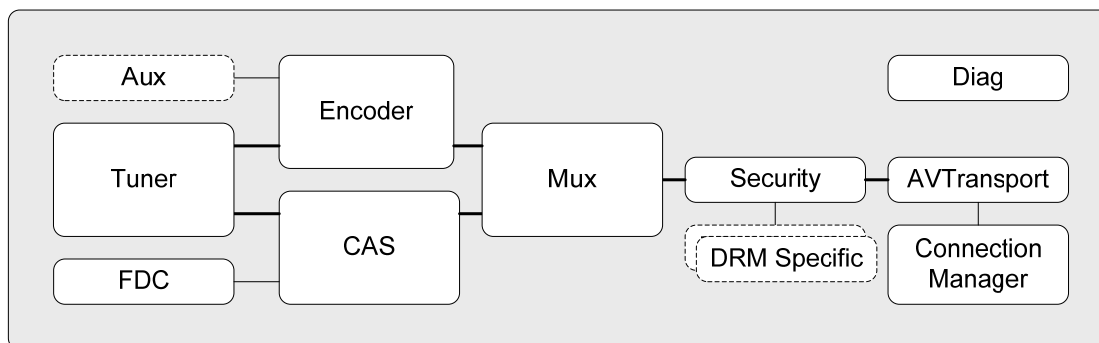 Aux
Encoder
Diag
Tuner
Mux
Security
AVTransport
CAS
DRM Specific
Connection
Manager
FDC